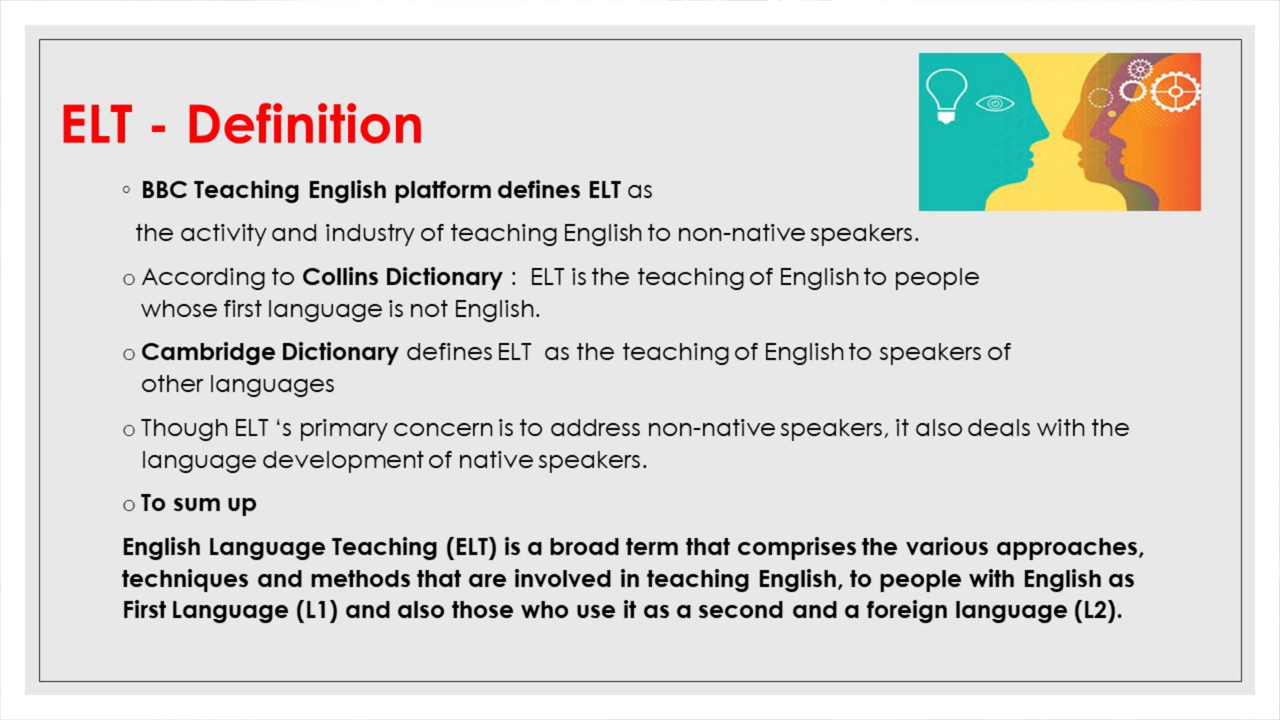 ELT - Definition
◦ BBC Teaching English platform defines ELT as
the activity and industry of teaching English to non-native speakers.
o According to Collins Dictionary :  ELT is the teaching of English to people
whose first language is not English.
o Cambridge Dictionary defines ELT  as the teaching of English to speakers of
other languages
o Though ELT ‘s primary concern is to address non-native speakers, it also deals with the
language development of native speakers.
o To sum up
English Language Teaching (ELT) is a broad term that comprises the various approaches,
techniques and methods that are involved in teaching English, to people with English as
First Language (L1) and also those who use it as a second and a foreign language (L2).